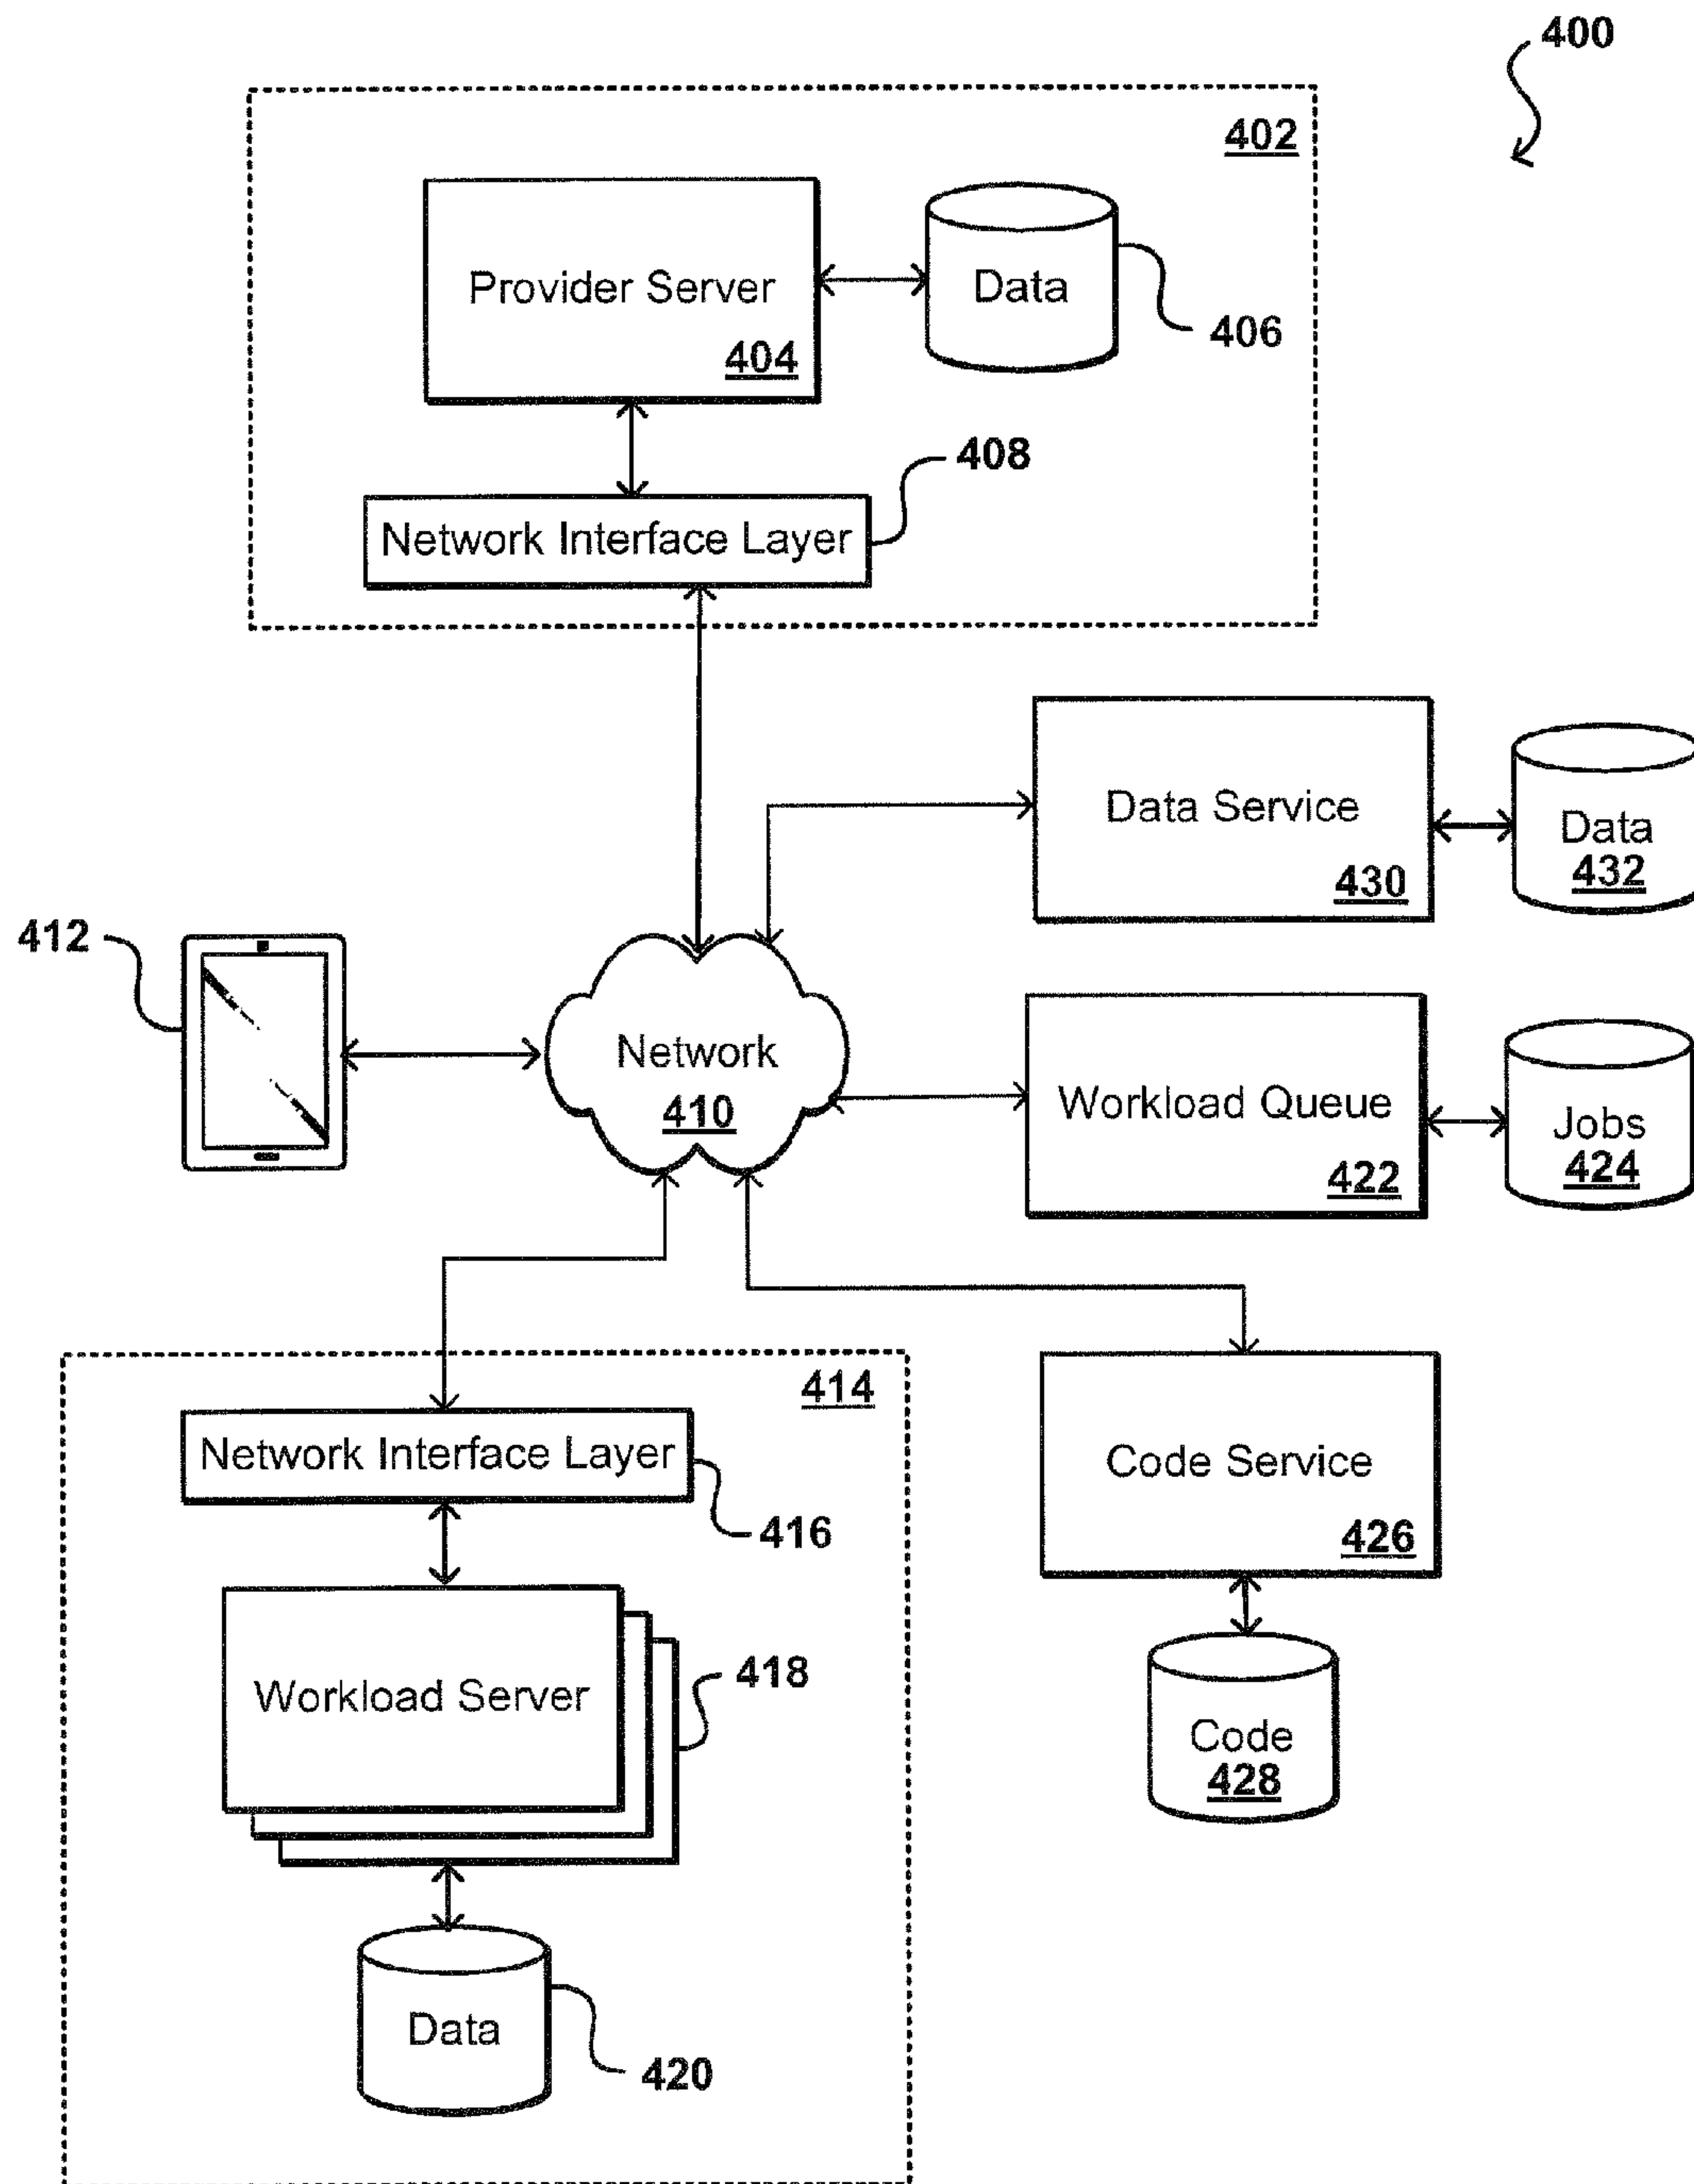 400
402
Provider Server
404
Data
406
408
Network Interface Layer
Data Service
430
Data
432
412
Network
410
Workload Queue
422
Jobs
424
414
Network Interface Layer
416
Code Service
426
Workload Server
418
Code
428
Data
420